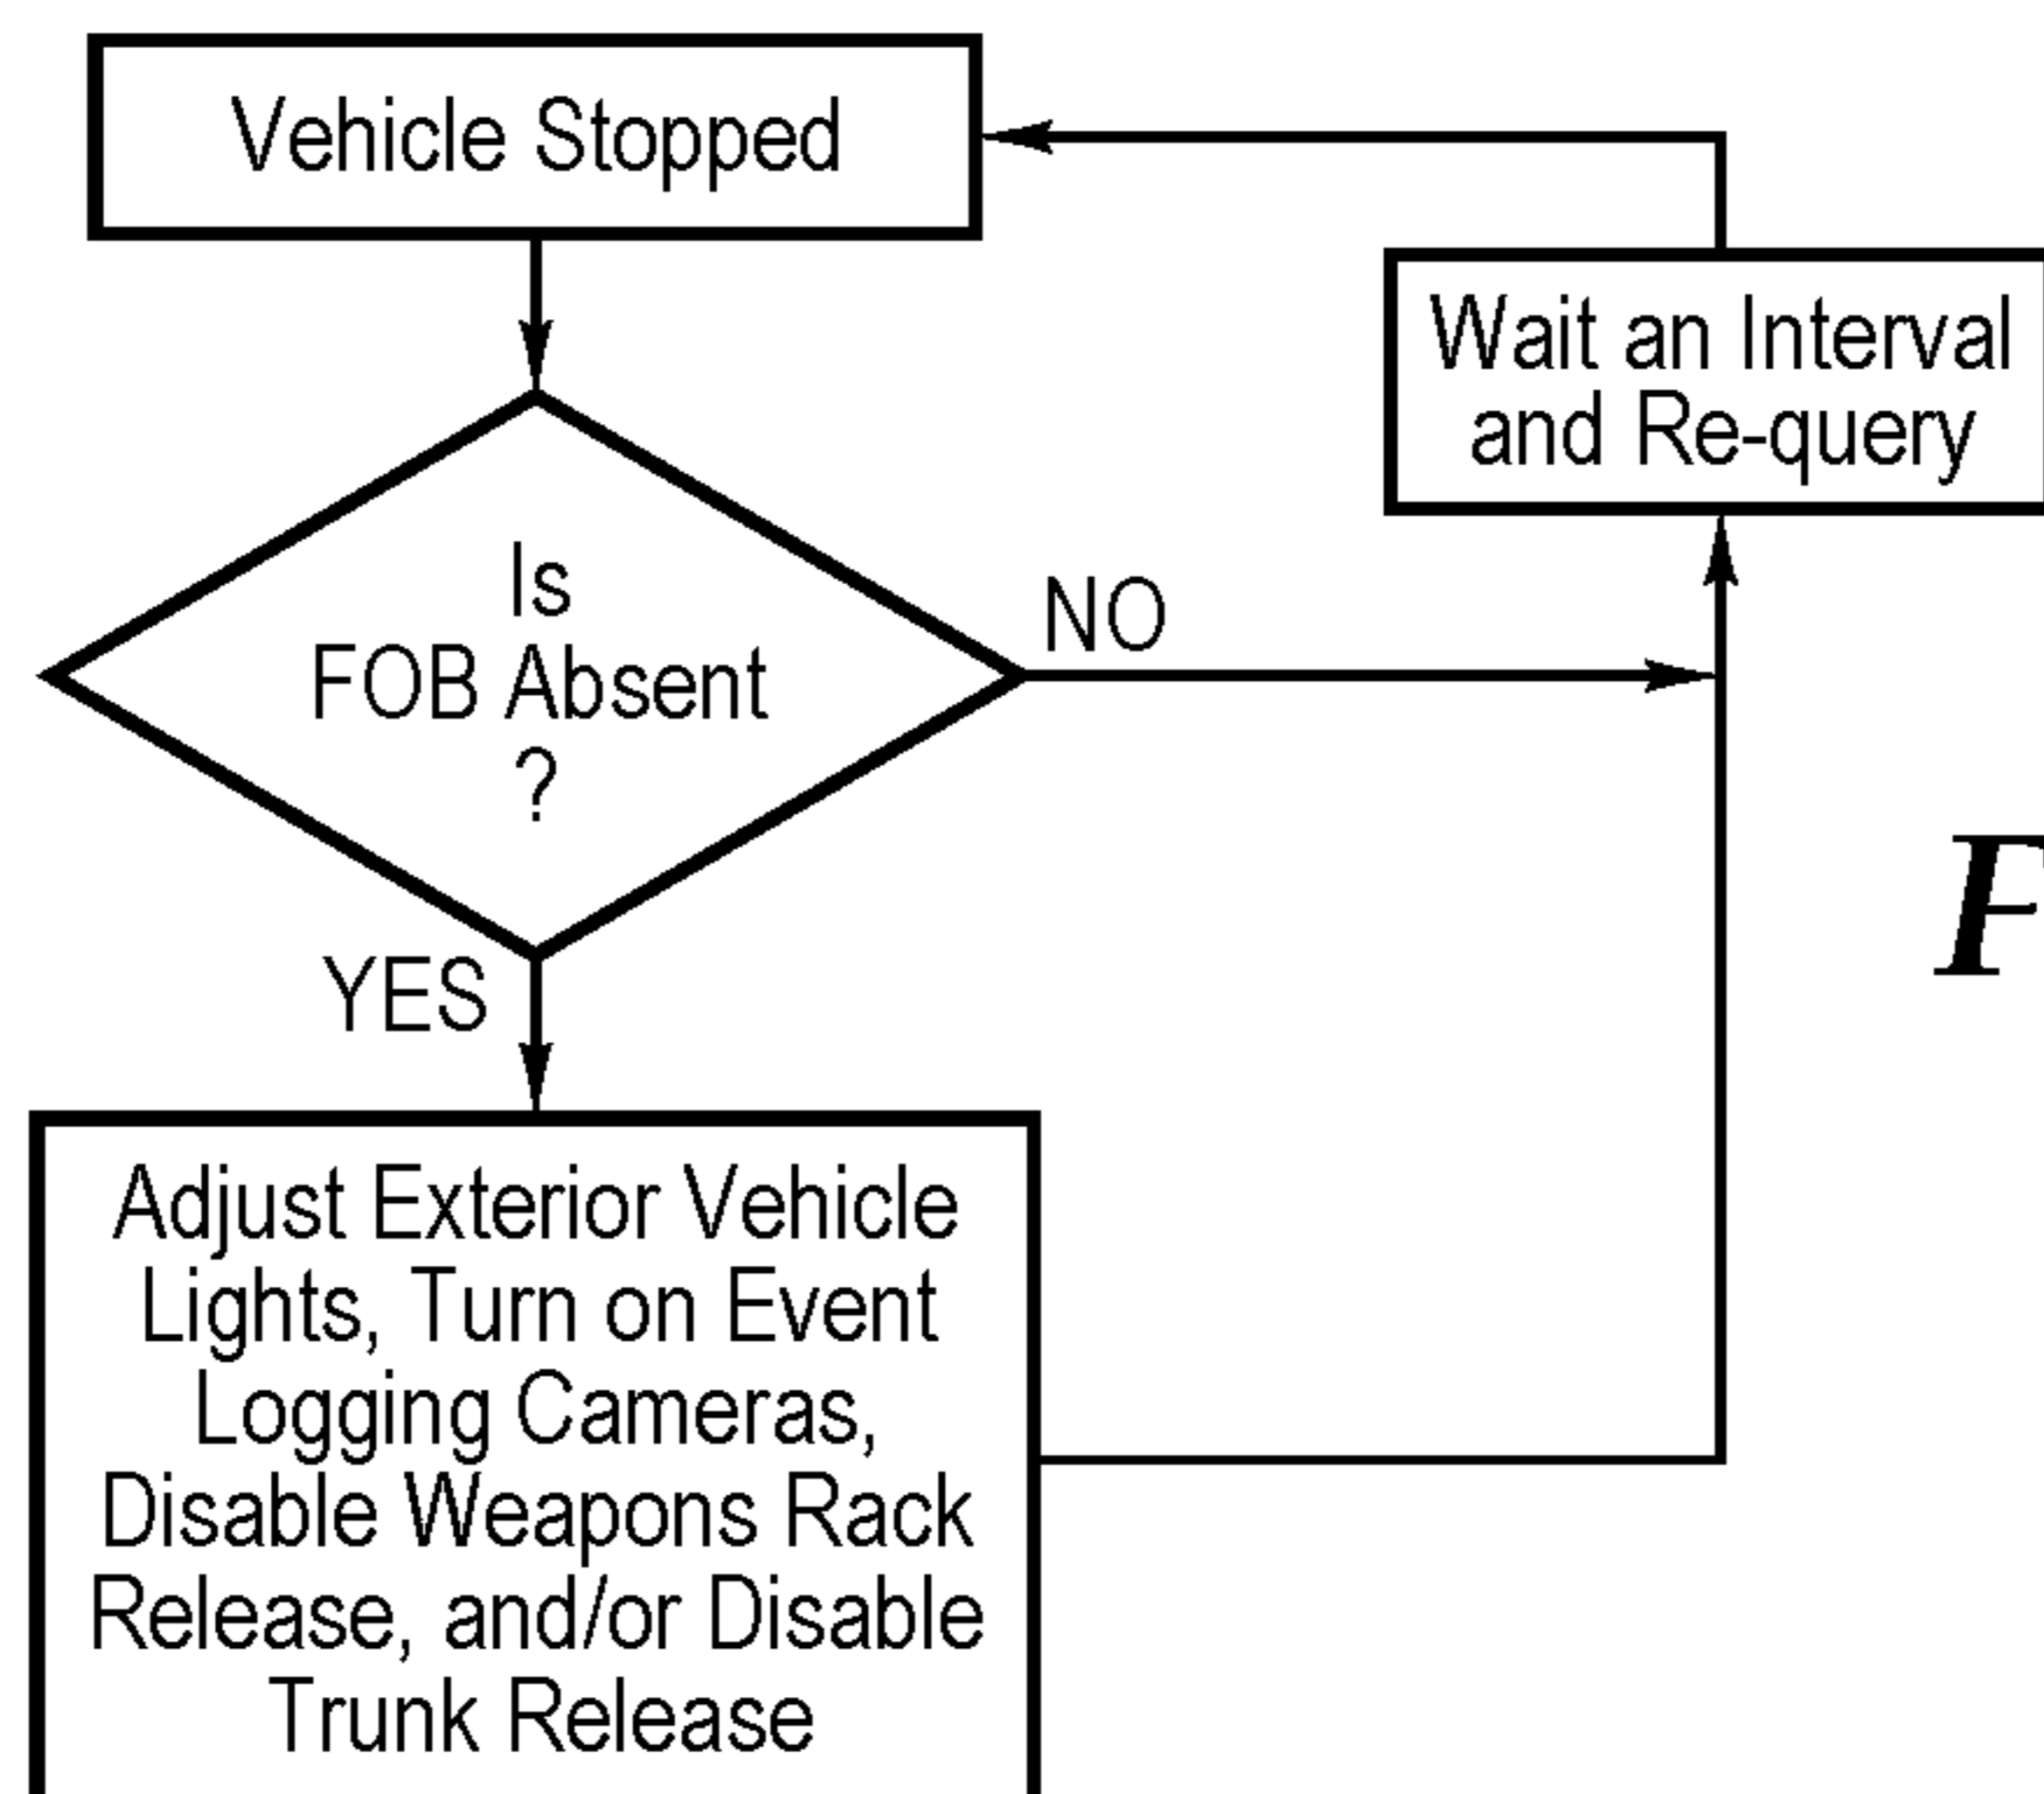 Vehicle Stopped
Wait an Interval
and Re-query
Is
FOB Absent
?
NO
YES
F
Adjust Exterior Vehicle
Lights, Turn on Event
Logging Cameras,
Disable Weapons Rack
Release, and/or Disable
Trunk Release